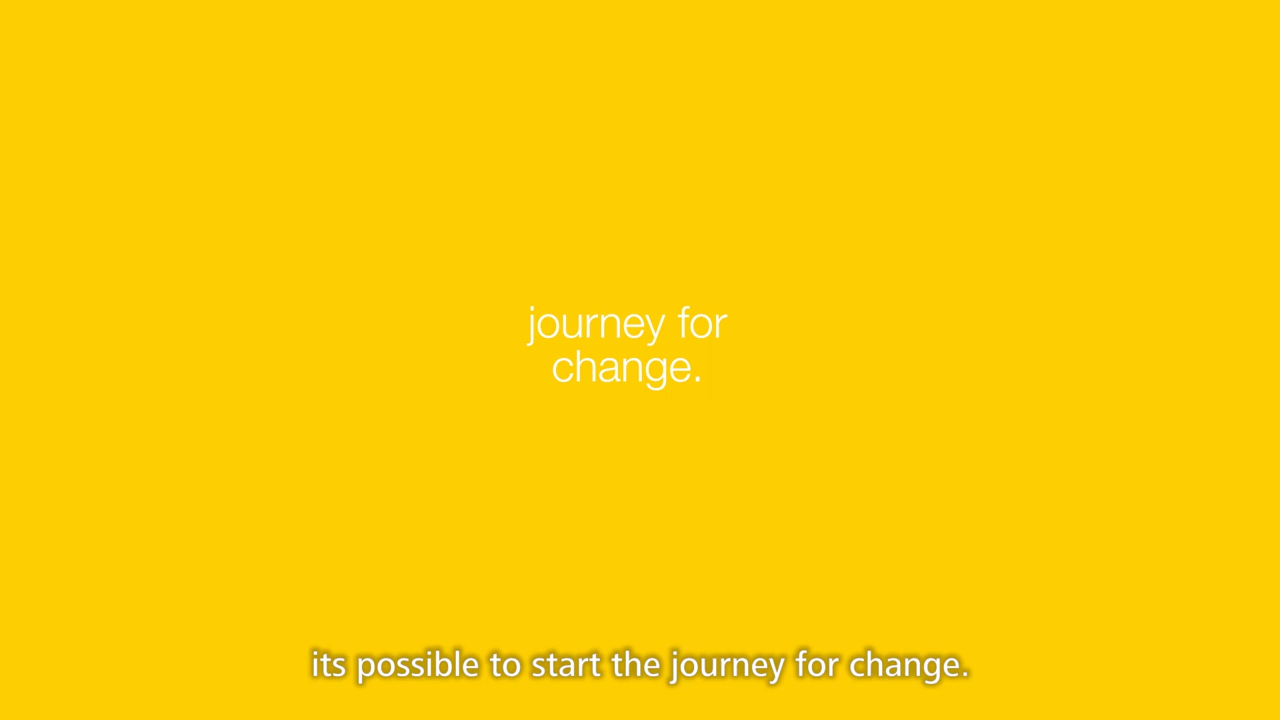 journey for
change.
its possible to start the journey for change.